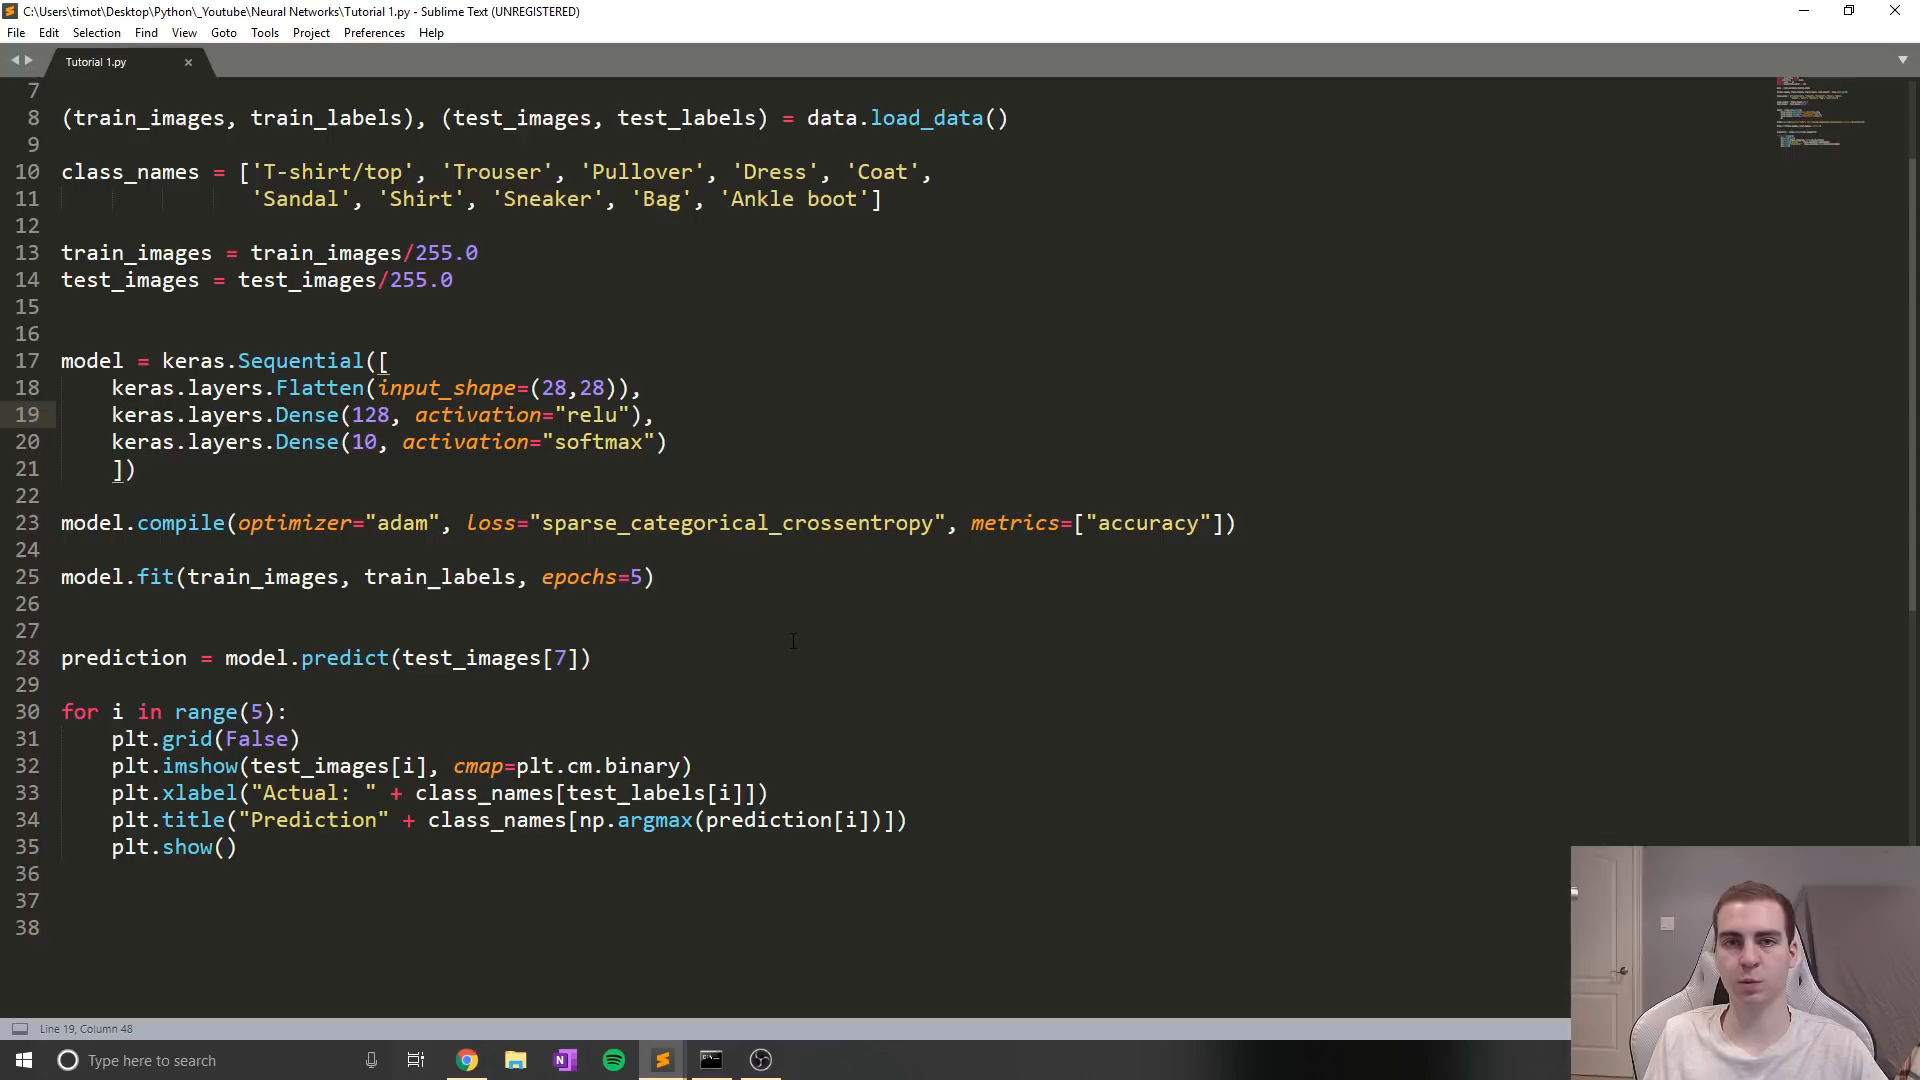 C:\Users\timot\Desktop\Python\_Youtube\Neural Networks\Tutorial 1.py - Sublime Text (UNREGISTERED)
File Edit Selection Find View Goto Tools Project Preferences Help
Tutorial 1.py
7
8 (train_images, train_labels), (test_images, test_labels) = data.load_data()
9
10 class_names = ['T-shirt/top', 'Trouser', 'Pullover', 'Dress', 'Coat',
11 'Sandal', 'Shirt', 'Sneaker', 'Bag', 'Ankle boot']
12
13 train_images = train_images/255.0
14 test_images = test_images/255.0
15
16
17 model = keras.Sequential([
18 keras.layers.Flatten(input_shape=(28,28)),
19 keras.layers.Dense(128, activation="relu"),
20 keras.layers.Dense(10, activation="softmax")
21 ])
22
23 model.compile(optimizer="adam", loss="sparse_categorical_crossentropy", metrics=["accuracy"])
24
25 model.fit(train_images, train_labels, epochs=5)
26
27
28 prediction = model.predict(test_images[7])
29
30 for i in range(5):
31 plt.grid(False)
32 plt.imshow(test_images[i], cmap=plt.cm.binary)
33 plt.xlabel("Actual: " + class_names[test_labels[i]])
34 plt.title("Prediction" + class_names[np.argmax(prediction[i])])
35 plt.show()
36
37
38
Line 19, Column 48
Type here to search